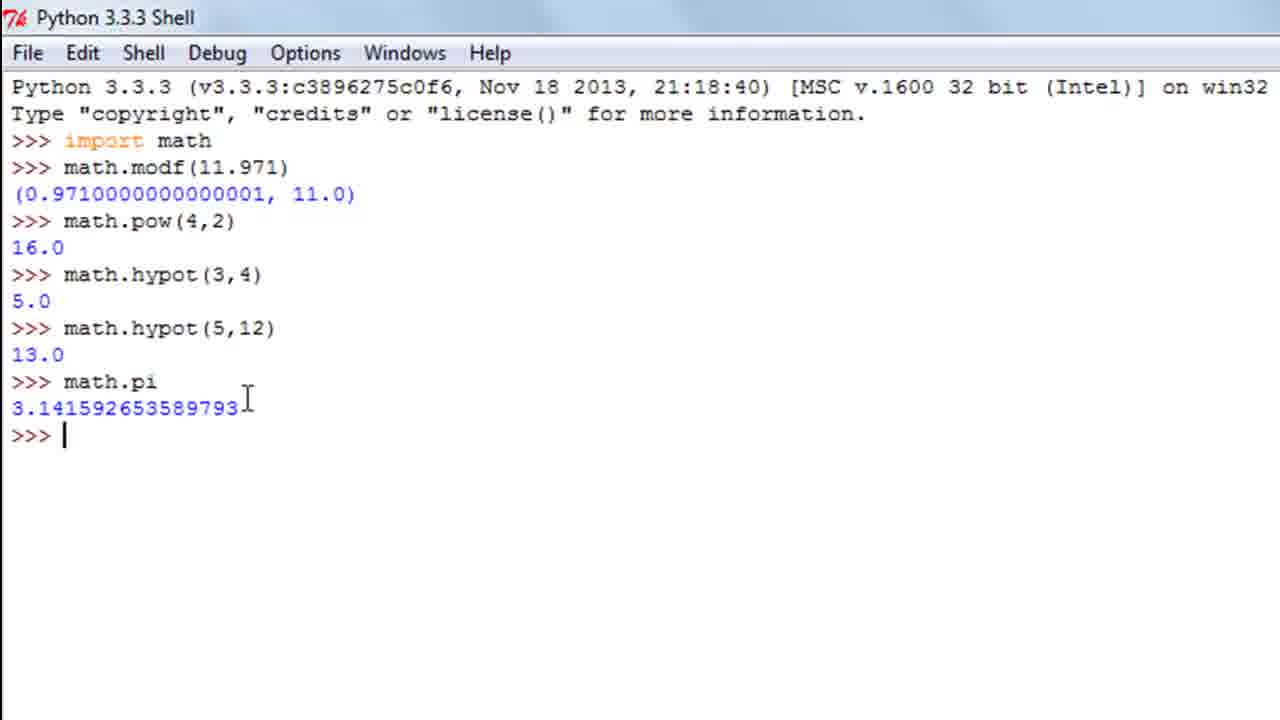 Python 3.3.3 Shell
File Edit Shell Debug Options Windows Help
Python 3.3.3 (v3.3.3:c3896275c0f6, Nov 18 2013, 21:18:40) [MSC v.1600 32 bit (Intel)] on win32
Type "copyright", "credits" or "license()" for more information.
>>> import math
>>> math.modf(11.971)
(0.9710000000000001, 11.0)
>>> math.pow(4,2)
16.0
>>> math.hypot(3,4)
5.0
>>> math.hypot(5,12)
13.0
>>> math.pi
3.141592653589793
>>>